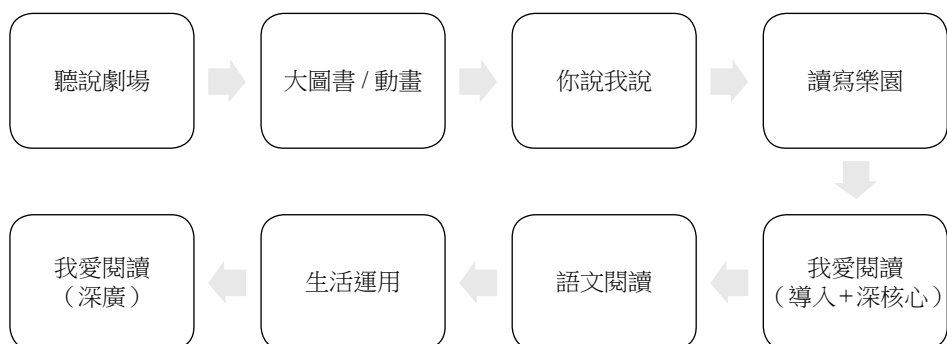 聽說劇場
大圖書 / 動畫
你說我說
讀寫樂園
我愛閱讀
（導入+深核心）
語文閱讀
生活運用
我愛閱讀
（深廣）